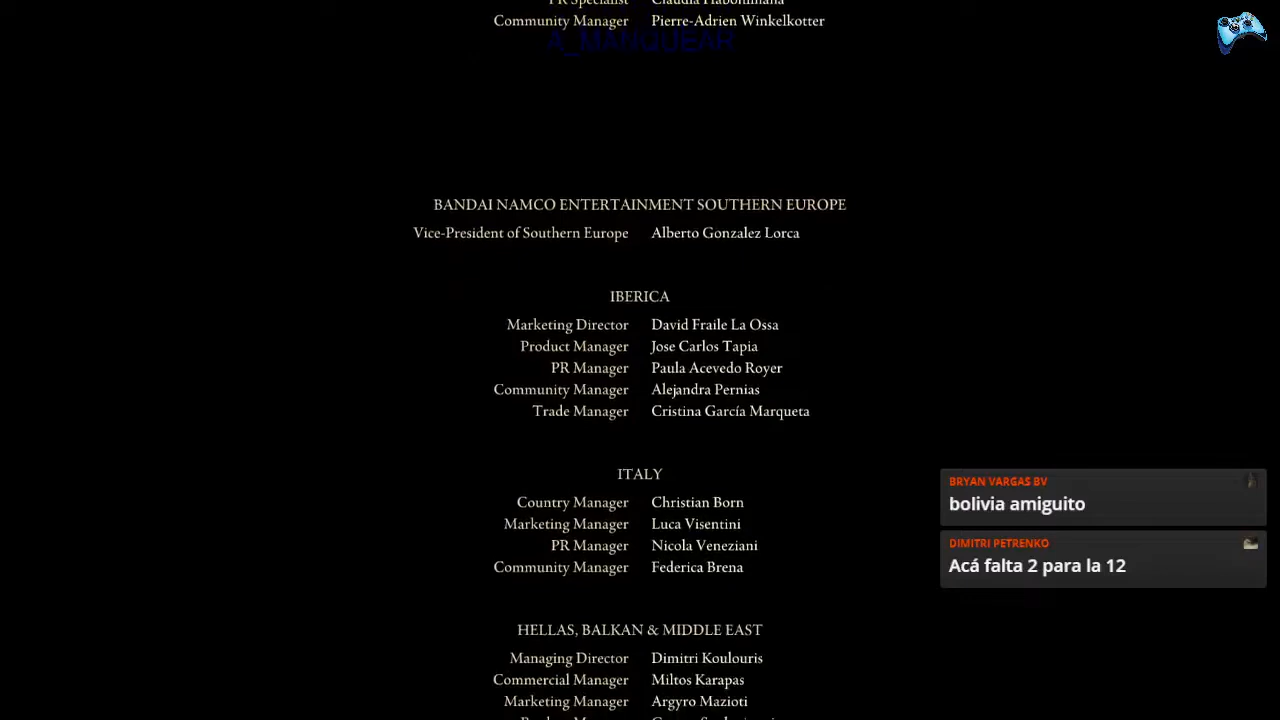 PR Specialist
Community Manager Pierre-Adrien Winkelkotter
A_MANQUEAR
BANDAI NAMCO ENTERTAINMENT SOUTHERN EUROPE
Vice-President of Southern Europe Alberto Gonzalez Lorca
IBERICA
Marketing Director David Fraile La Ossa
Product Manager Jose Carlos Tapia
PR Manager Paula Acevedo Royer
Community Manager Alejandra Pernias
Trade Manager Cristina García Marqueta
ITALY
Country Manager Christian Born
Marketing Manager Luca Visentini
PR Manager Nicola Veneziani
Community Manager Federica Brena
HELLAS, BALKAN & MIDDLE EAST
Managing Director Dimitri Koulouris
Commercial Manager Miltos Karapas
Marketing Manager Argyro Mazioti
BRYAN VARGAS BV
bolivia amiguito
DIMITRI PETRENKO
Acá falta 2 para la 12